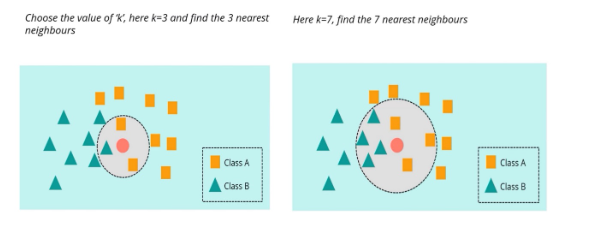 Choose the value of 'k', here k=3 and find the 3 nearest
neighbours
Here k=7, find the 7 nearest neighbours
Class A
Class B
Class A
Class B